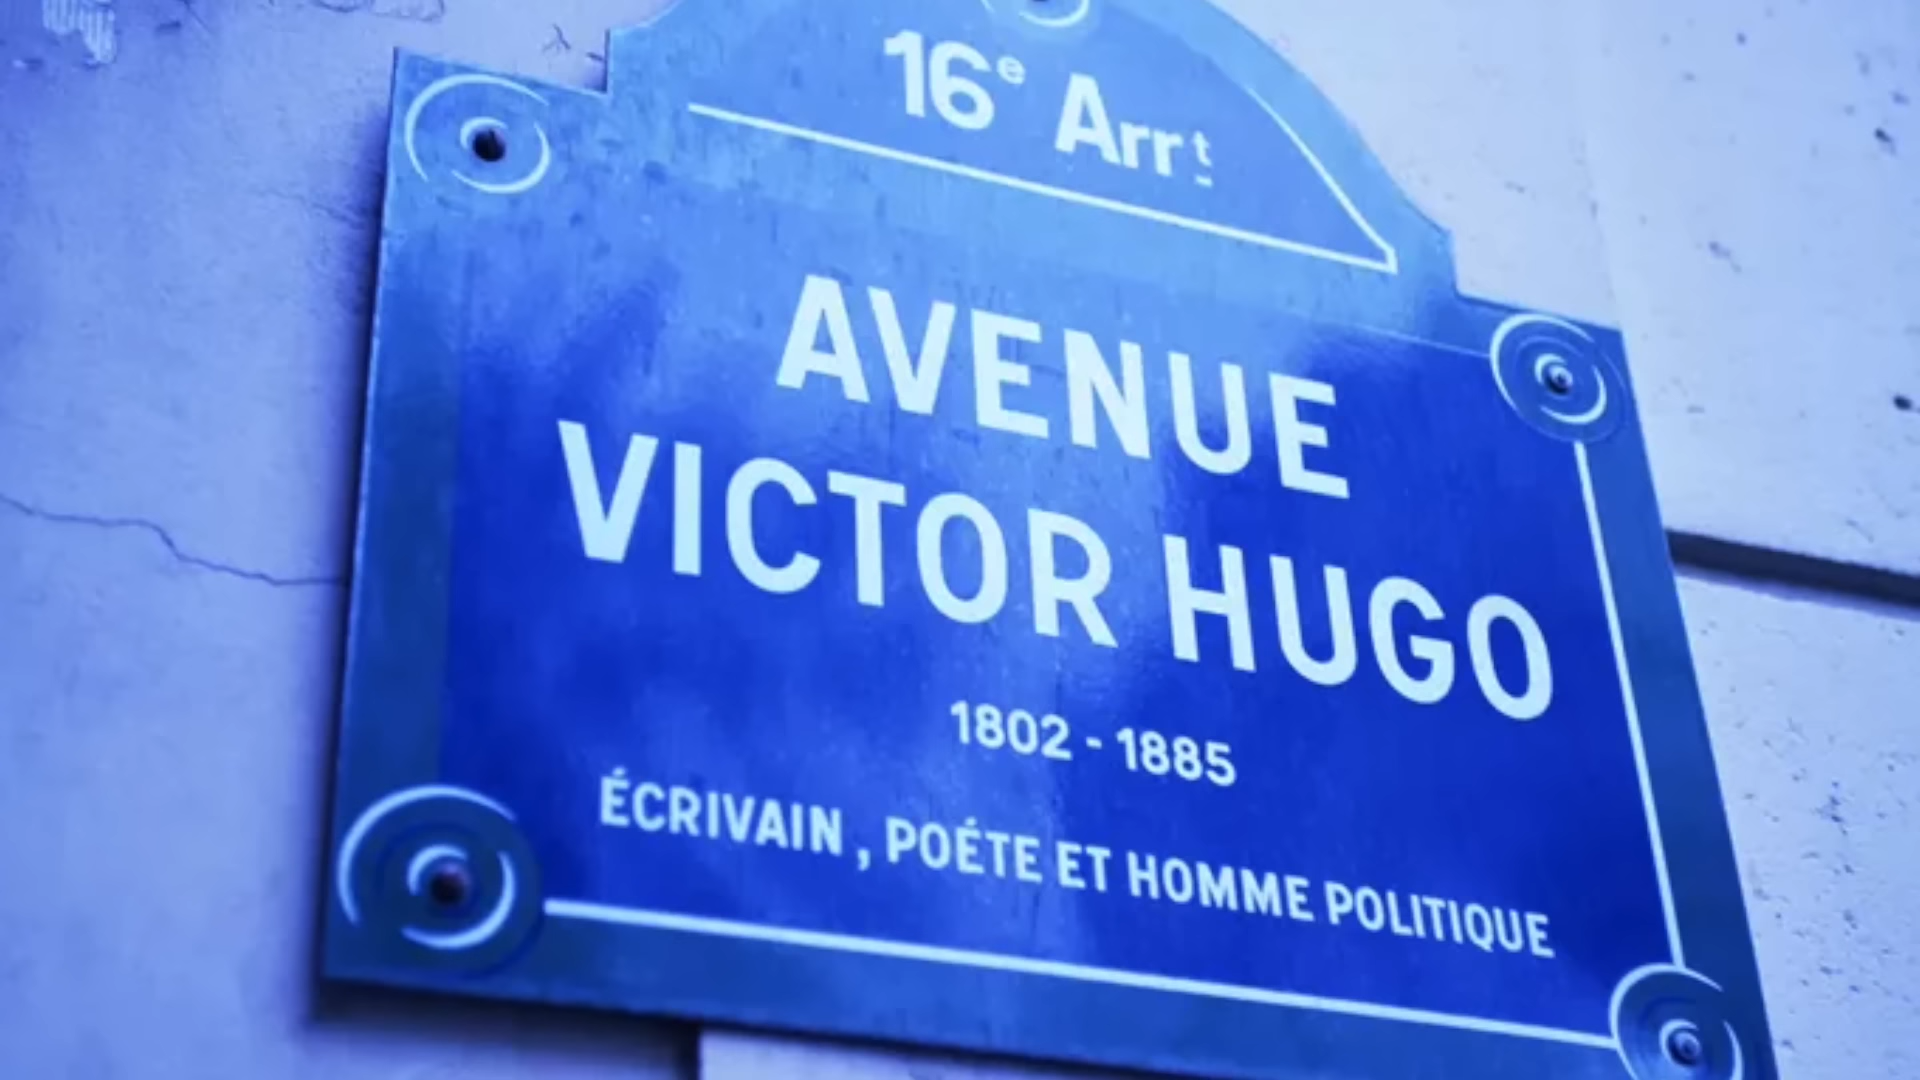 16e Arrt
AVENUE
VICTOR HUGO
1802 - 1885
ÉCRIVAIN , POÉTE ET HOMME POLITIQUE